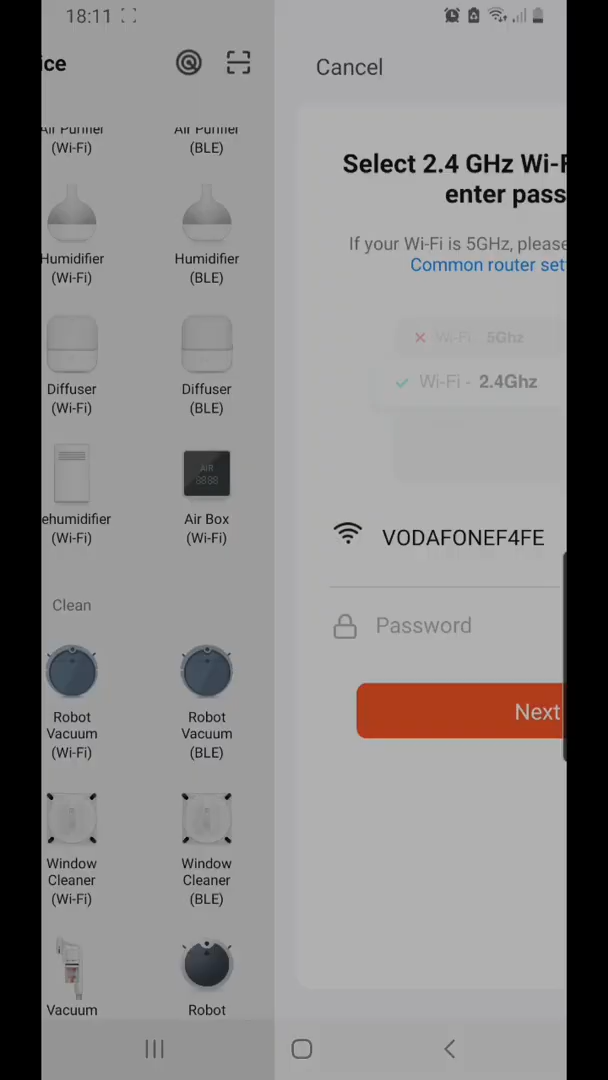 18:11
ice
Cancel
Air Purifier
Air Purifier
(Wi-Fi)
(BLE)
Select 2.4 GHz Wi-F
enter pass
If your Wi-Fi is 5GHz, please
Common router set
Humidifier
Humidifier
(Wi-Fi)
(BLE)
Wi-Fi - 5Ghz
Wi-Fi - 2.4Ghz
Diffuser
Diffuser
(Wi-Fi)
(BLE)
AIR
88:88
ehumidifier
Air Box
(Wi-Fi)
(Wi-Fi)
VODAFONEF4FE
Password
Next
Clean
Robot
Vacuum
(Wi-Fi)
Robot
Vacuum
(BLE)
Window
Cleaner
(Wi-Fi)
Window
Cleaner
(BLE)
Vacuum
Robot